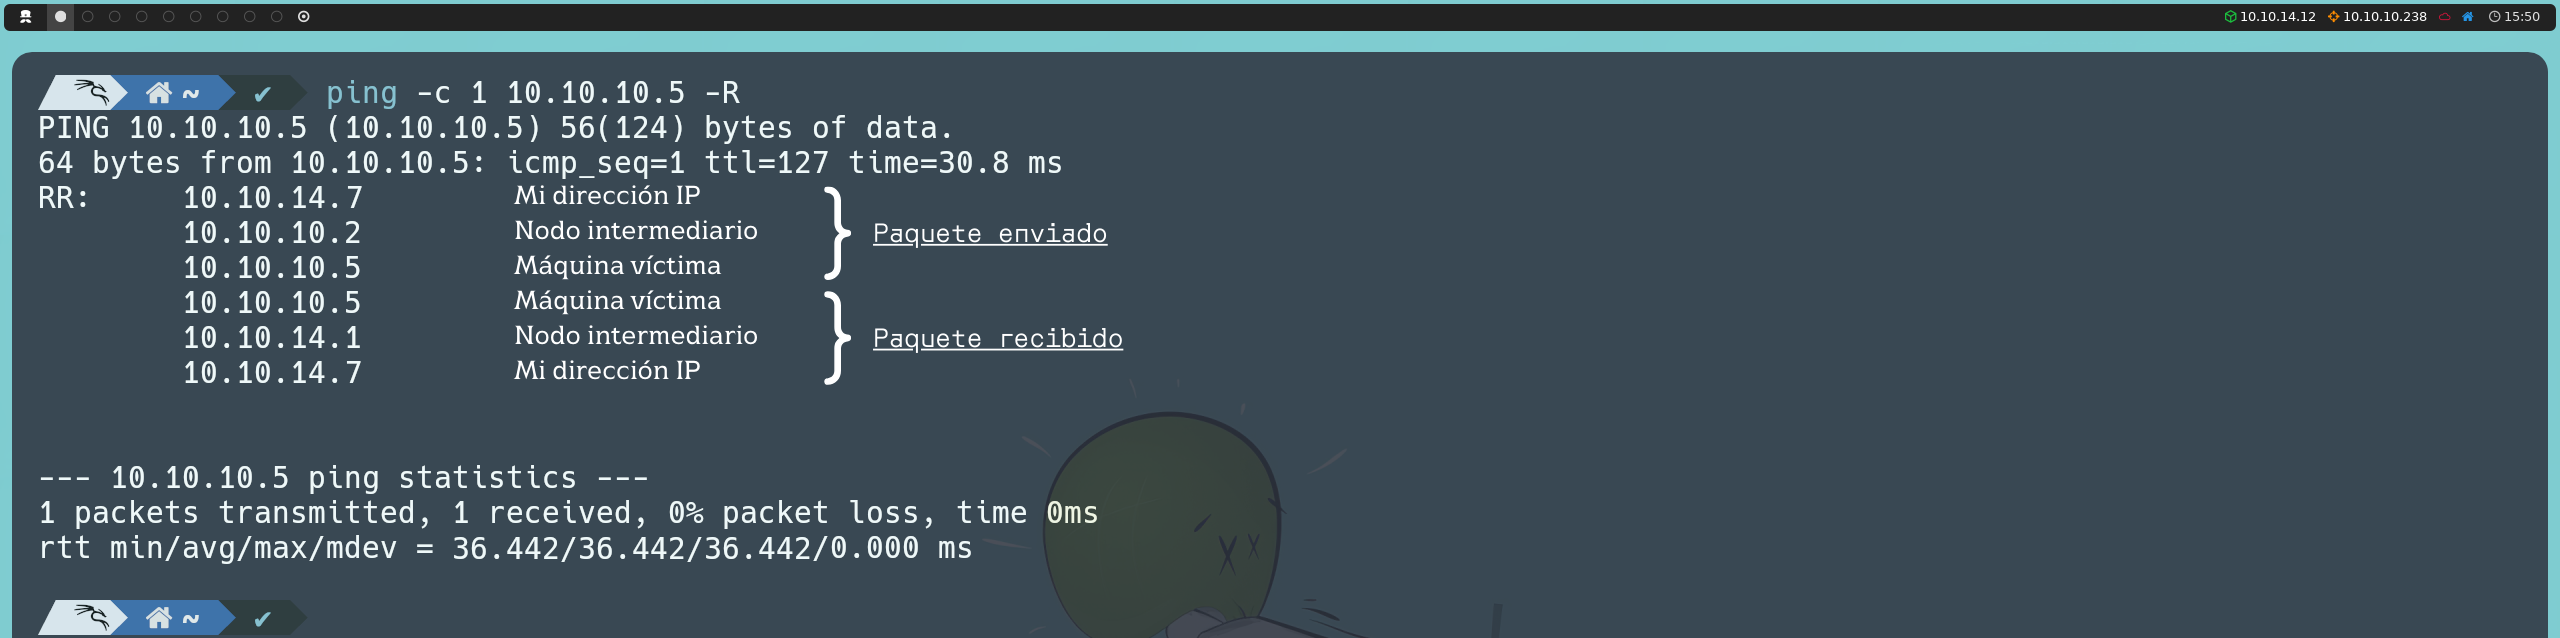 10.10.14.12 10.10.10.238 15:50
~ ✔ ping -c 1 10.10.10.5 -R
PING 10.10.10.5 (10.10.10.5) 56(124) bytes of data.
64 bytes from 10.10.10.5: icmp_seq=1 ttl=127 time=30.8 ms
RR: 10.10.14.7 Mi dirección IP
10.10.10.2 Nodo intermediario
Paquete enviado
10.10.10.5 Máquina víctima
10.10.10.5 Máquina víctima
10.10.14.1 Nodo intermediario
Paquete recibido
10.10.14.7 Mi dirección IP
--- 10.10.10.5 ping statistics ---
1 packets transmitted, 1 received, 0% packet loss, time 0ms
rtt min/avg/max/mdev = 36.442/36.442/36.442/0.000 ms
~ ✔